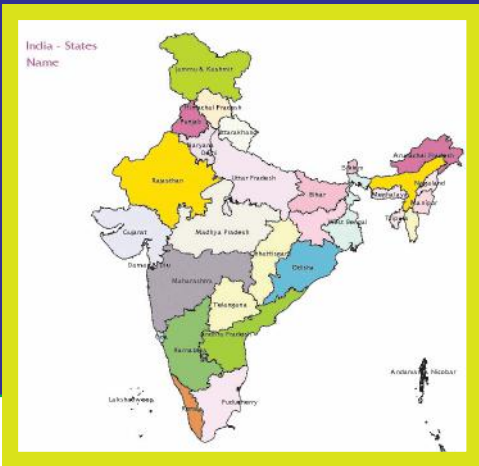 India - States
Name
Jammu & Kashmir
Himachal Pradesh
Punjab
Uttarakhand
Haryana
Delhi
Arunachal Pradesh
Sikkim
Rajasthan
Uttar Pradesh
Bihar
Nagaland
Meghalaya
Manipur
Tripura
West Bengal
Gujarat
Madhya Pradesh
Chhattisgarh
Daman & Diu
Odisha
Maharashtra
Telangana
Andhra Pradesh
Karnataka
Andaman & Nicobar
Lakshadweep
Kerala
Puducherry